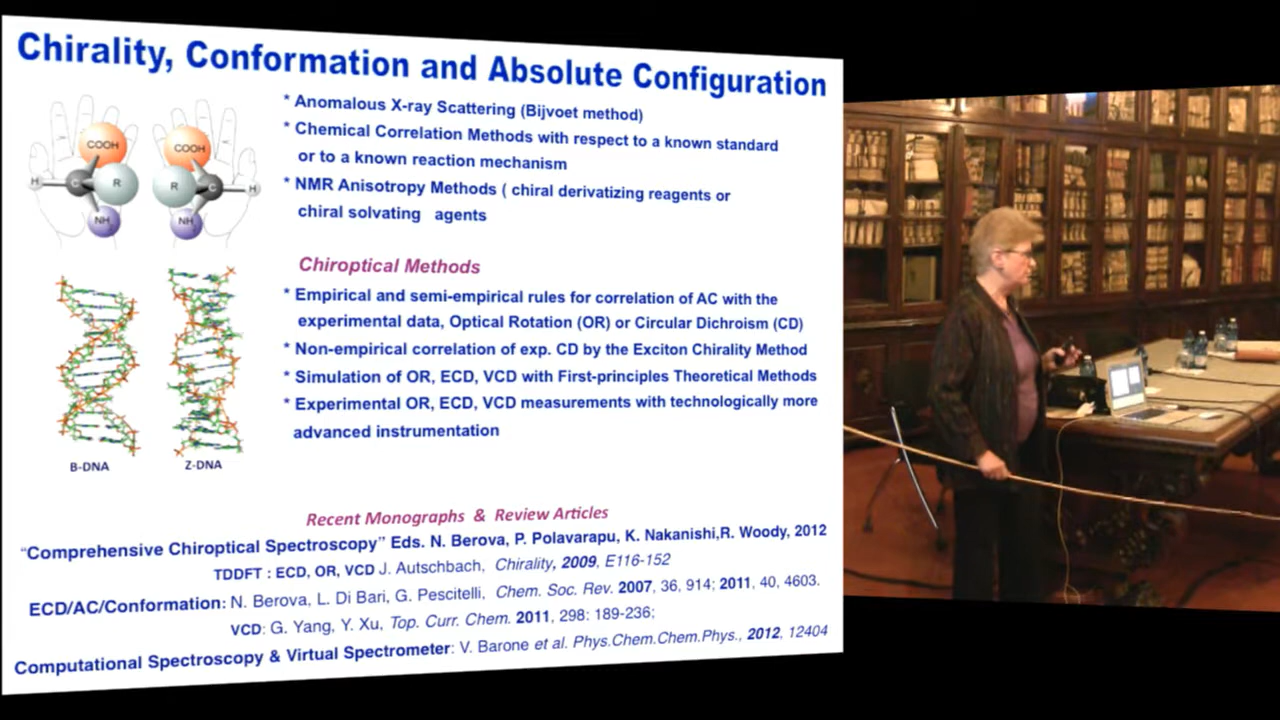 Chirality, Conformation and Absolute Configuration
* Anomalous X-ray Scattering (Bijvoet method)
* Chemical Correlation Methods with respect to a known standard
or to a known reaction mechanism
* NMR Anisotropy Methods ( chiral derivatizing reagents or
chiral solvating agents
COOH
COOH
H
C
R
R
C
H
NH
NH
Chiroptical Methods
* Empirical and semi-empirical rules for correlation of AC with the
experimental data, Optical Rotation (OR) or Circular Dichroism (CD)
* Non-empirical correlation of exp. CD by the Exciton Chirality Method
* Simulation of OR, ECD, VCD with First-principles Theoretical Methods
* Experimental OR, ECD, VCD measurements with technologically more
advanced instrumentation
B-DNA
Z-DNA
Recent Monographs & Review Articles
“Comprehensive Chiroptical Spectroscopy” Eds. N. Berova, P. Polavarapu, K. Nakanishi,R. Woody, 2012
TDDFT : ECD, OR, VCD J. Autschbach, Chirality, 2009, E116-152
ECD/AC/Conformation: N. Berova, L. Di Bari, G. Pescitelli, Chem. Soc. Rev. 2007, 36, 914; 2011, 40, 4603.
VCD: G. Yang, Y. Xu, Top. Curr. Chem. 2011, 298: 189-236;
Computational Spectroscopy & Virtual Spectrometer: V. Barone et al. Phys.Chem.Chem.Phys., 2012, 12404